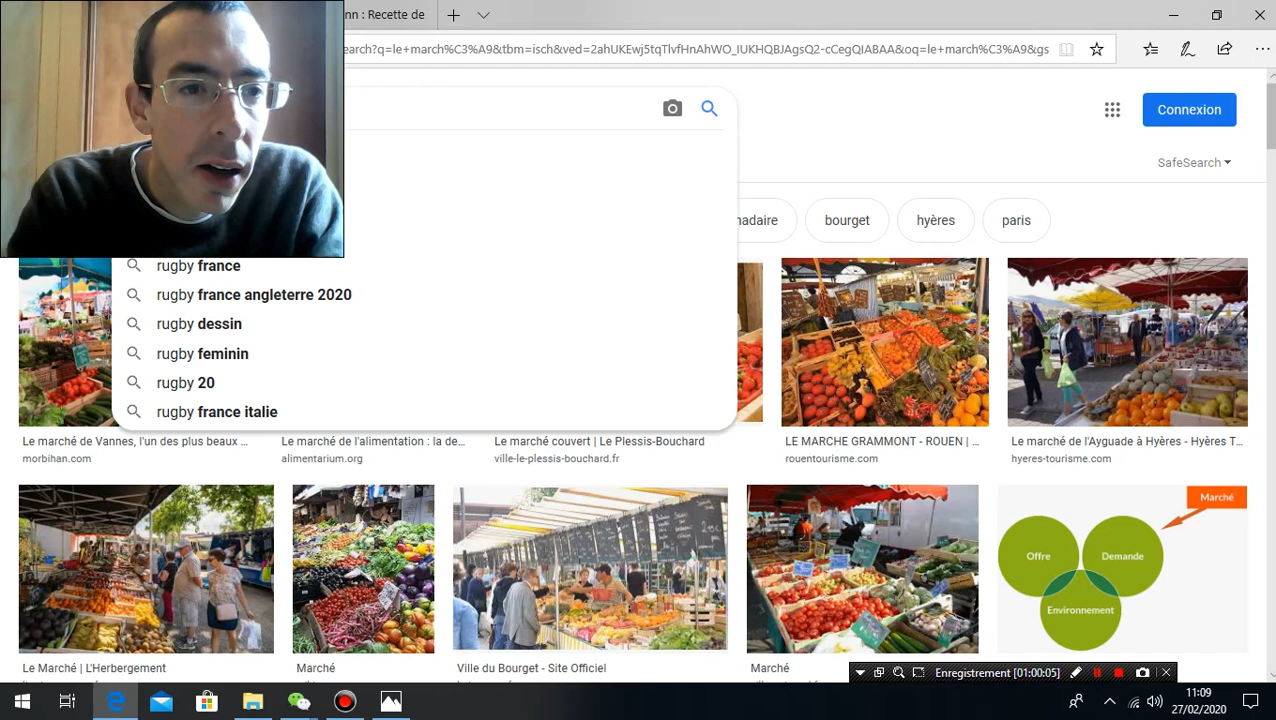 nn : Recette de
search?q=le+march%C3%A9&tbm=isch&ved=2ahUKEwj5tqTlvfHnAhWO_IUKHQBJAgsQ2-cCegQIABAA&oq=le+march%C3%A9&gs
Connexion
SafeSearch
nadaire
bourget
hyères
paris
rugby france
rugby france angleterre 2020
rugby dessin
rugby feminin
rugby 20
rugby france italie
Le marché de Vannes, l'un des plus beaux ...
morbihan.com
Le marché de l'alimentation : la de...
alimentarium.org
Le marché couvert | Le Plessis-Bouchard
ville-le-plessis-bouchard.fr
LE MARCHE GRAMMONT - ROUEN | ...
rouentourisme.com
Le marché de l'Ayguade à Hyères - Hyères T...
hyeres-tourisme.com
Marché
Offre
Demande
Environnement
Le Marché | L'Herbergement
Marché
Ville du Bourget - Site Officiel
Marché
Enregistrement [01:00:05]
11:09
27/02/2020